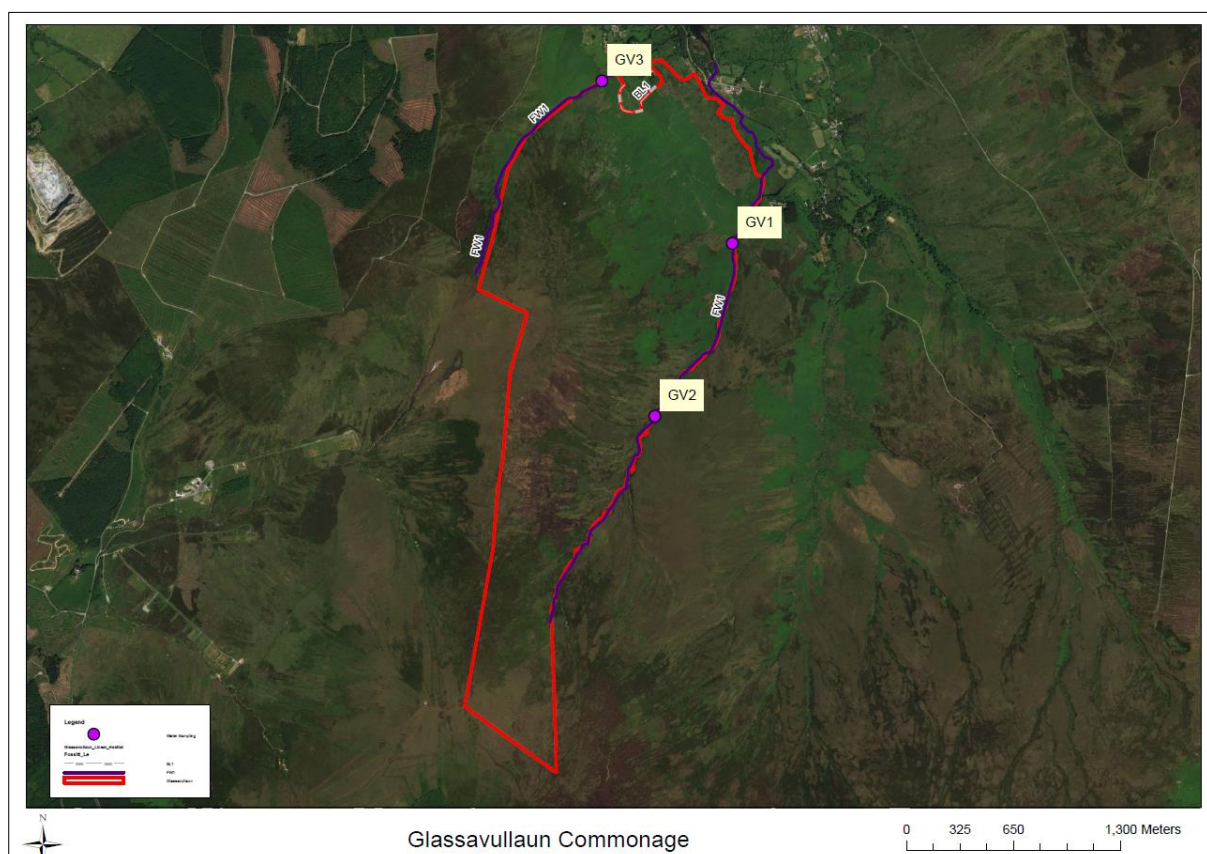 GV3
BL1
FW1
FW1
GV1
FW1
GV2
Legend
Water Sampling
BL1
FW1
N
Glassavullaun Commonage
0 325 650 1,300 Meters